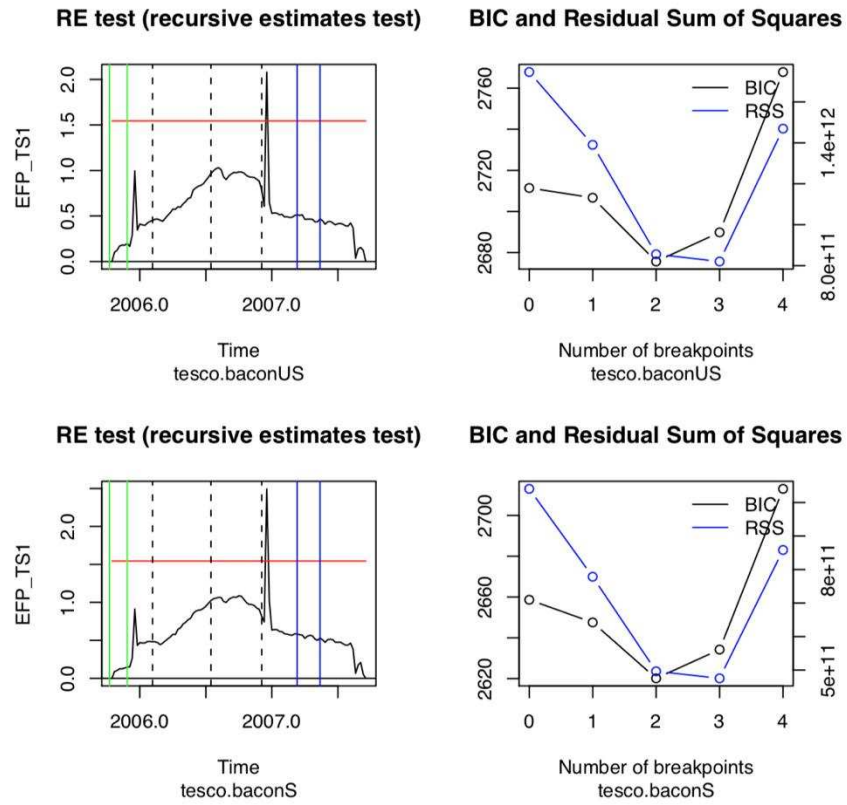 RE test (recursive estimates test)
EFP_TS1
0.0 0.5 1.0 1.5 2.0
2006.0 2007.0
Time
tesco.baconUS
BIC and Residual Sum of Squares
BIC
RSS
2680 2720 2760
8.0e+11 1.4e+12
0 1 2 3 4
Number of breakpoints
tesco.baconUS
RE test (recursive estimates test)
EFP_TS1
0.0 1.0 2.0
2006.0 2007.0
Time
tesco.baconS
BIC and Residual Sum of Squares
BIC
RSS
2620 2660 2700
5e+11 8e+11
0 1 2 3 4
Number of breakpoints
tesco.baconS